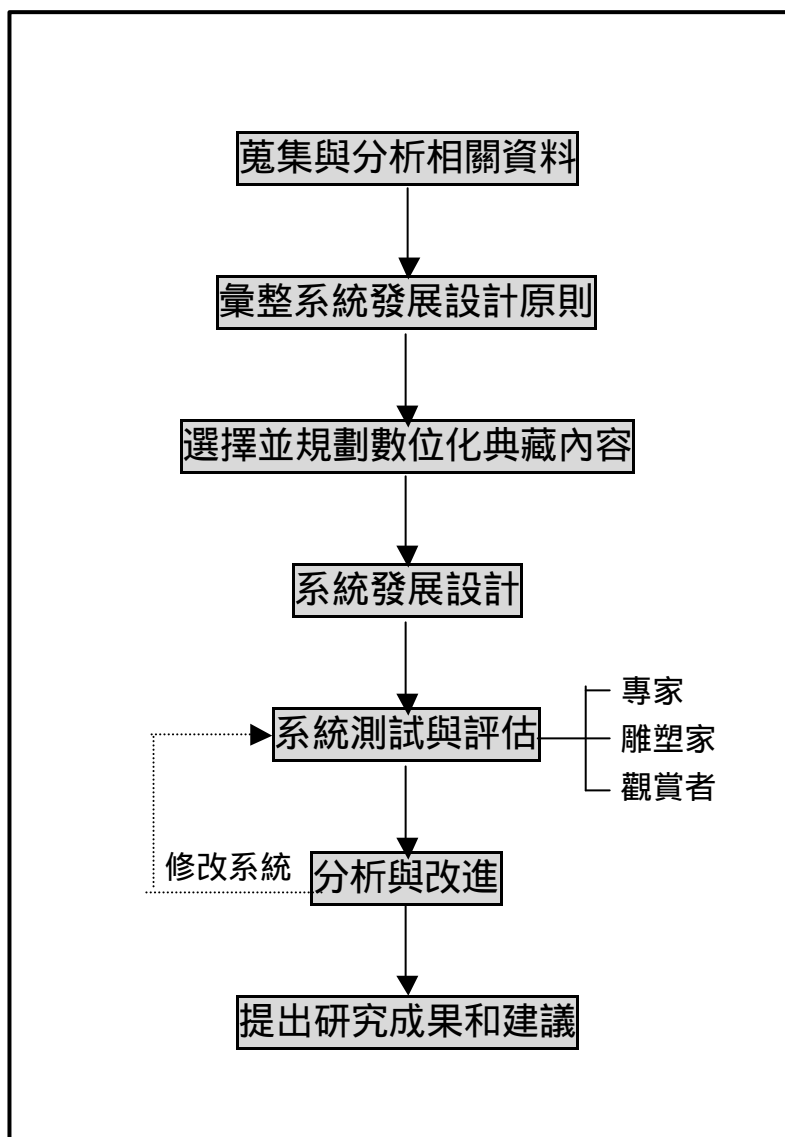 蒐集與分析相關資料
彙整系統發展設計原則
選擇並規劃數位化典藏內容
系統發展設計
系統測試與評估
專家
雕塑家
觀賞者
修改系統
分析與改進
提出研究成果和建議